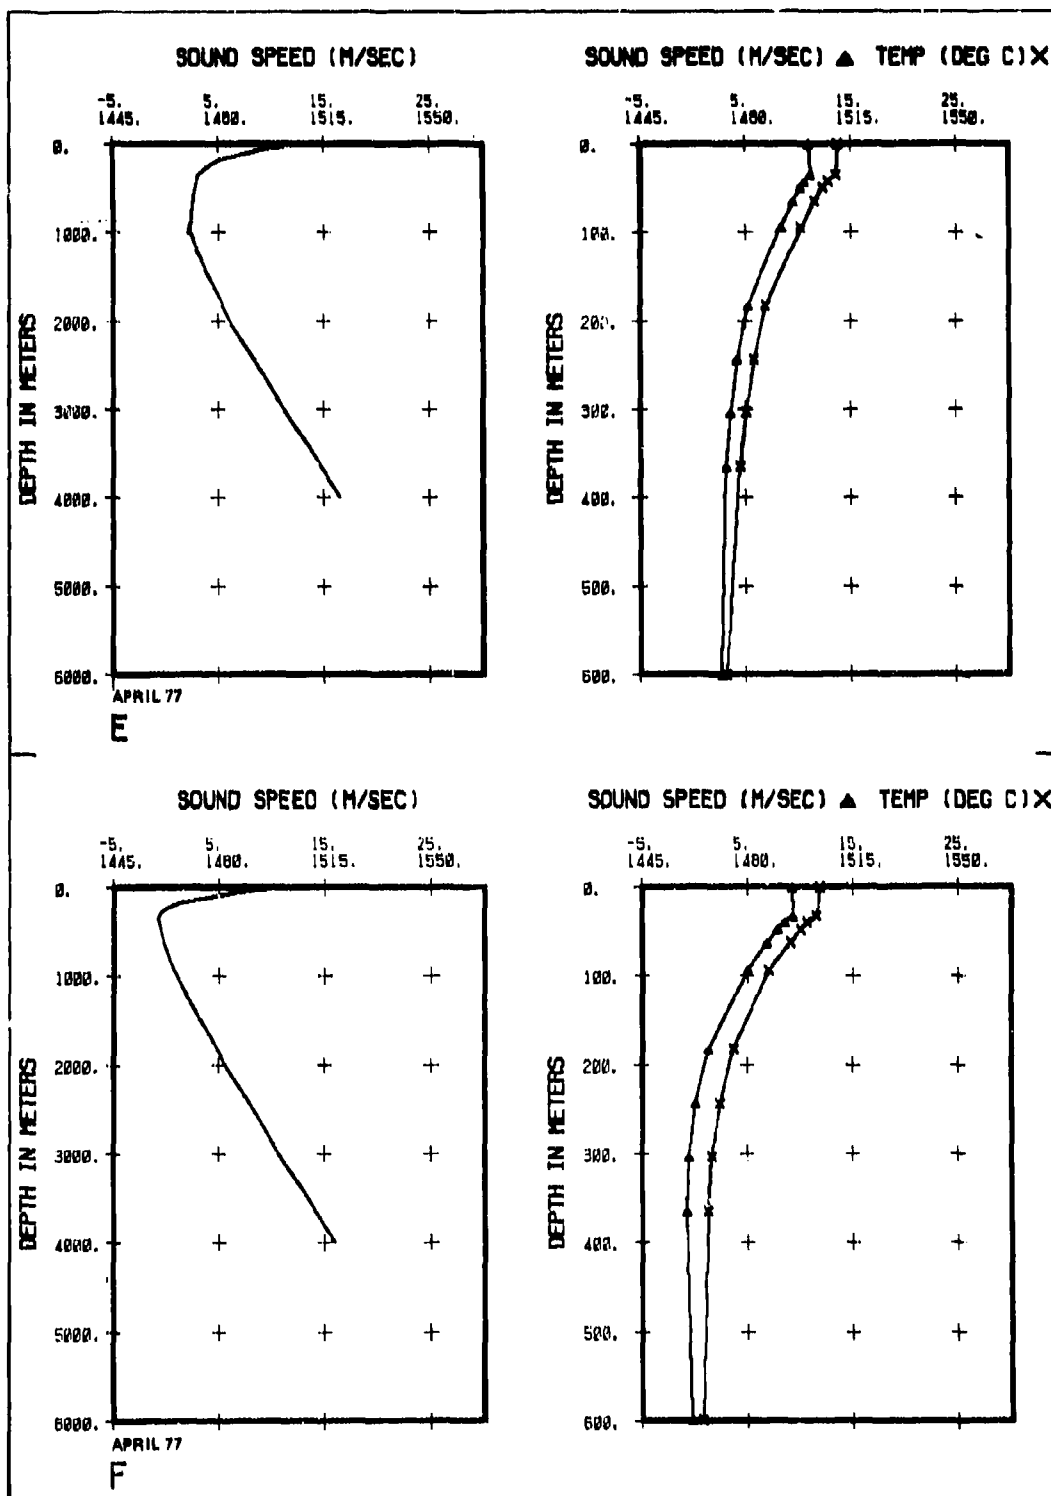 SOUND SPEED (M/SEC)
-5. 5. 15. 25.
1445. 1480. 1515. 1550.
0.
1000.
2000.
3000.
4000.
5000.
6000.
DEPTH IN METERS
APRIL 77
E
SOUND SPEED (M/SEC) ▲ TEMP (DEG C) X
-5. 5. 15. 25.
1445. 1480. 1515. 1550.
0.
100.
200.
300.
400.
500.
600.
DEPTH IN METERS
SOUND SPEED (M/SEC)
-5. 5. 15. 25.
1445. 1480. 1515. 1550.
0.
1000.
2000.
3000.
4000.
5000.
6000.
DEPTH IN METERS
APRIL 77
F
SOUND SPEED (M/SEC) ▲ TEMP (DEG C) X
-5. 5. 15. 25.
1445. 1480. 1515. 1550.
0.
100.
200.
300.
400.
500.
600.
DEPTH IN METERS